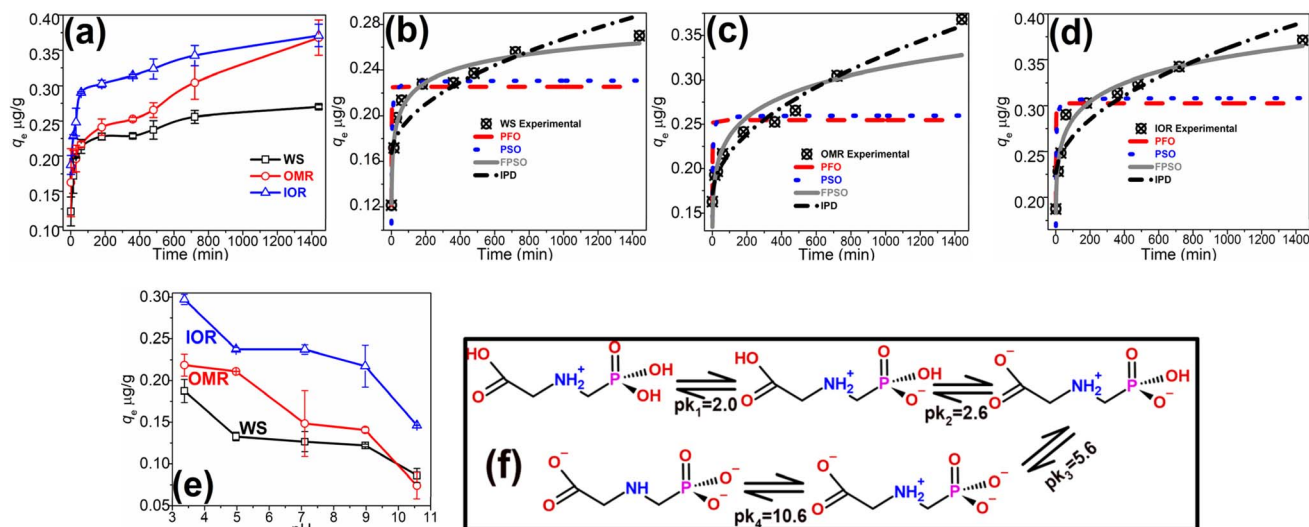 (a)
qe µg/g
0.40
0.35
0.30
0.25
0.20
0.15
0.10
WS
OMR
IOR
0 200 400 600 800 1000 1200 1400
Time (min)
(b)
qe µg/g
0.28
0.24
0.20
0.16
0.12
WS Experimental
PFO
PSO
FPSO
IPD
0 200 400 600 800 1000 1200 1400
Time (min)
(c)
qe µg/g
0.35
0.30
0.25
0.20
0.15
OMR Experimental
PFO
PSO
FPSO
IPD
0 200 400 600 800 1000 1200 1400
Time (min)
(d)
qe µg/g
0.40
0.35
0.30
0.25
0.20
IOR Experimental
PFO
PSO
FPSO
IPD
0 200 400 600 800 1000 1200 1400
Time (min)
(e)
qe µg/g
0.30
0.25
0.20
0.15
0.10
0.05
IOR
OMR
WS
3 4 5 6 7 8 9 10 11
pH
HO O NH2+ O P OH OH
pk1=2.0
HO O NH2+ O P OH O−
pk2=2.6
O− O NH2+ O P OH O−
pk3=5.6
(f)
O− O NH O P O− O−
pk4=10.6
O− O NH2+ O P O− O−